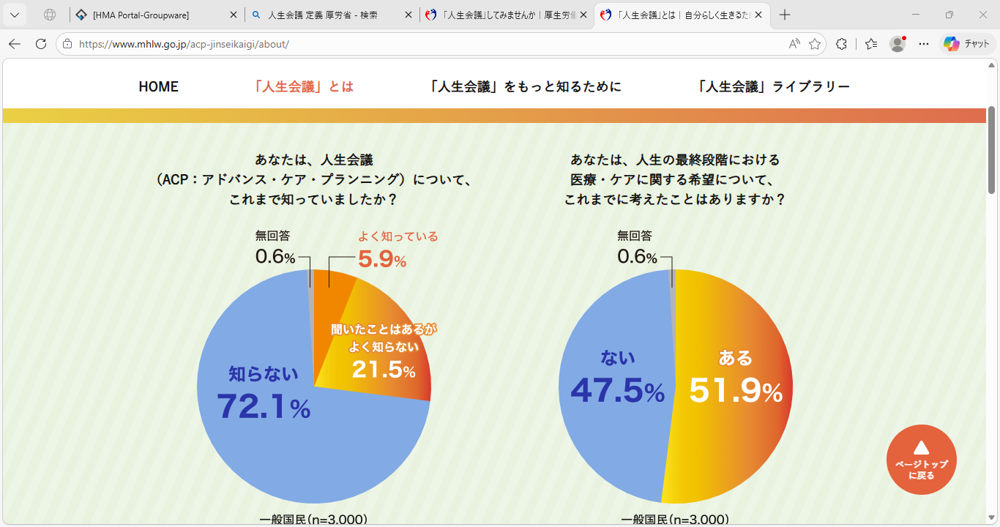 [HMA Portal-Groupware]
人生会議 定義 厚労省 - 検索
「人生会議」してみませんか｜厚生労働
「人生会議」とは｜自分らしく生きるため
https://www.mhlw.go.jp/acp-jinseikaigi/about/
チャット
HOME
「人生会議」とは
「人生会議」をもっと知るために
「人生会議」ライブラリー
あなたは、人生会議
（ACP：アドバンス・ケア・プランニング）について、
これまで知っていましたか？
無回答
0.6%
よく知っている
5.9%
聞いたことはあるが
よく知らない
21.5%
知らない
72.1%
一般国民(n=3,000)
あなたは、人生の最終段階における
医療・ケアに関する希望について、
これまでに考えたことはありますか？
無回答
0.6%
ない
47.5%
ある
51.9%
一般国民(n=3,000)
ページトップ
に戻る